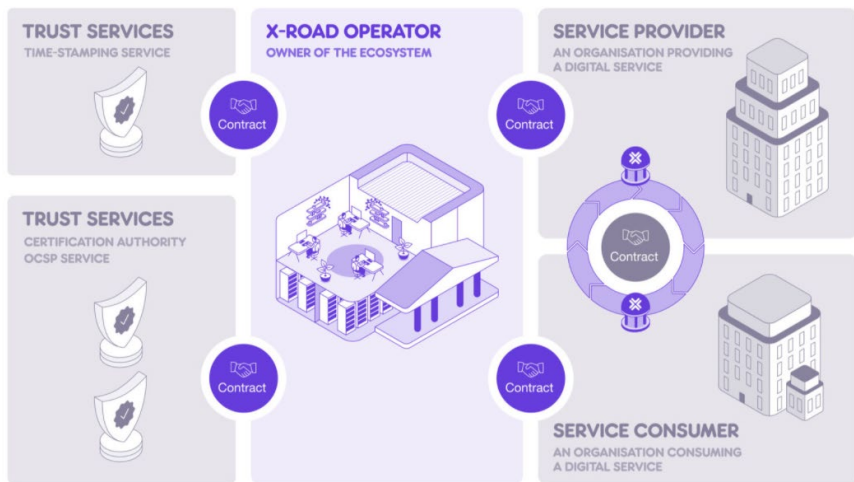 TRUST SERVICES
TIME-STAMPING SERVICE
Contract
TRUST SERVICES
CERTIFICATION AUTHORITY
OCSP SERVICE
Contract
X-ROAD OPERATOR
OWNER OF THE ECOSYSTEM
SERVICE PROVIDER
AN ORGANISATION PROVIDING
A DIGITAL SERVICE
Contract
Contract
Contract
SERVICE CONSUMER
AN ORGANISATION CONSUMING
A DIGITAL SERVICE